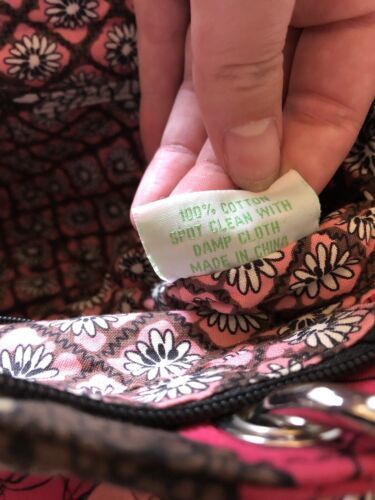 100% COTTON
SPOT CLEAN WITH
DAMP CLOTH
MADE IN CHINA